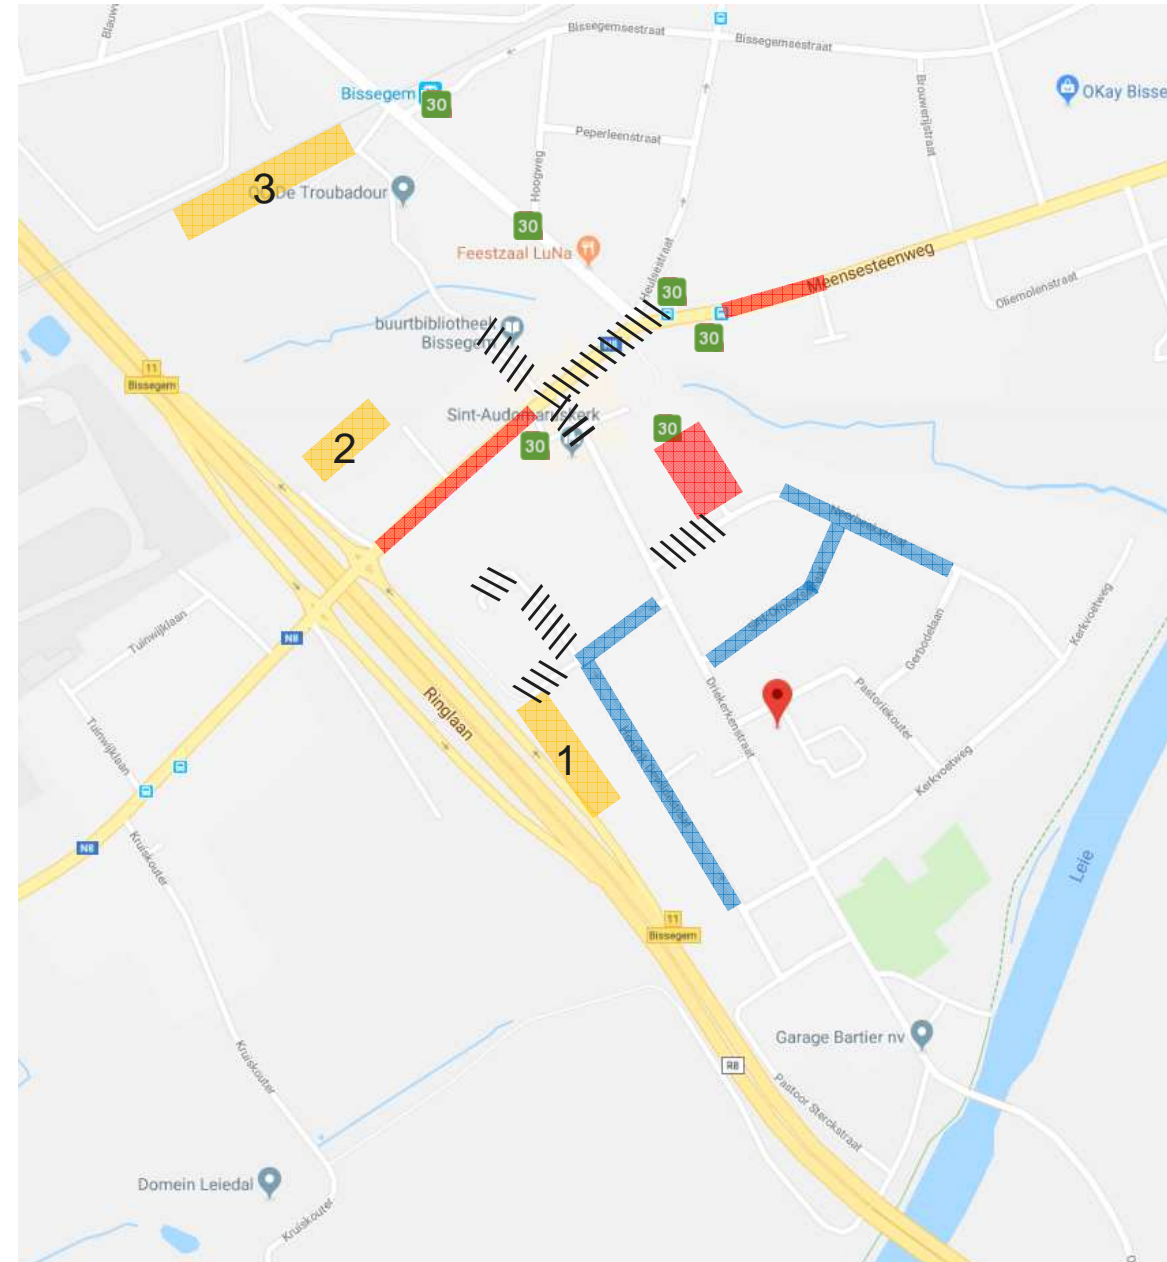 Bissegemsestraat
Bissegemsestraat
Bissegem
30
OKay Bisse
Peperleenstraat
Brouwerijstraat
Hoogweg
3
De Troubadour
30
Feestzaal LuNa
Heulsestraat
Meensesteenweg
Oliemolenstraat
30
buurtbibliotheek
Bissegem
N8
30
11
Bissegem
Sint-Audomaruskerk
30
30
2
Tuinwijklaan
N8
Ringlaan
Driekerkenstraat
Gerbodelaan
Kerkvoetweg
Pastoriekouter
Tuinwijklaan
1
Kerkvoetweg
N8
Kruiskouter
Leie
11
Bissegem
Garage Bartier nv
Kruiskouter
R8
Pastoor Sterckstraat
Domein Leiedal
Kruiskouter